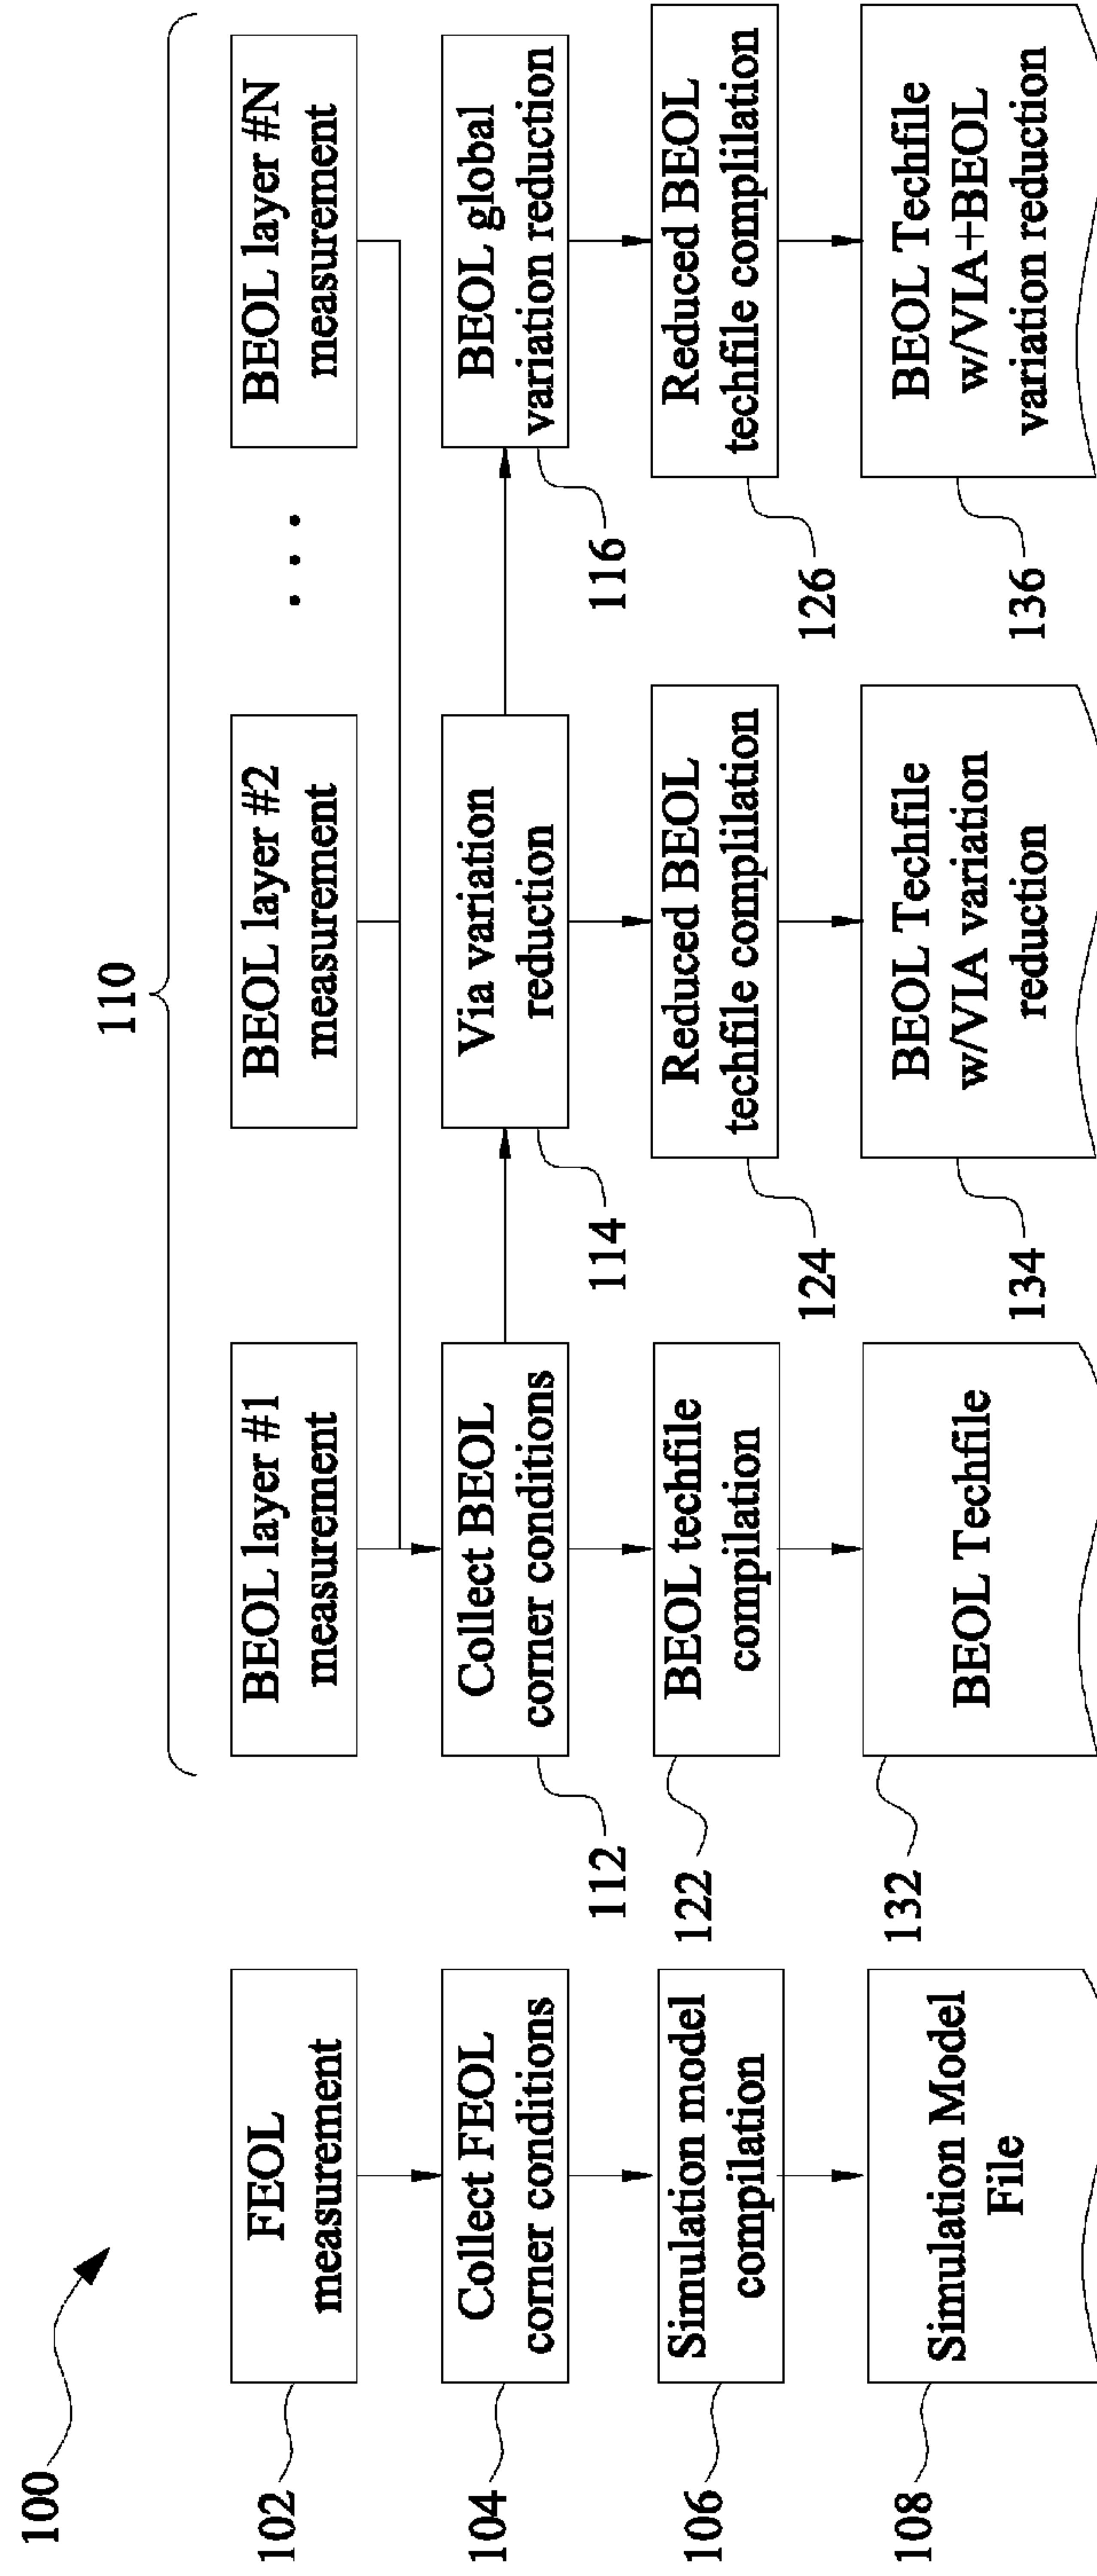 100
110
102
FEOL
measurement
BEOL layer #1
measurement
BEOL layer #2
measurement
. . .
BEOL layer #N
measurement
104
Collect FEOL
corner conditions
112
Collect BEOL
corner conditions
114
Via variation
reduction
116
BEOL global
variation reduction
106
Simulation model
compilation
122
BEOL techfile
compilation
124
Reduced BEOL
techfile complilation
126
Reduced BEOL
techfile complilation
108
Simulation Model
File
132
BEOL Techfile
134
BEOL Techfile
w/VIA variation
reduction
136
BEOL Techfile
w/VIA+BEOL
variation reduction